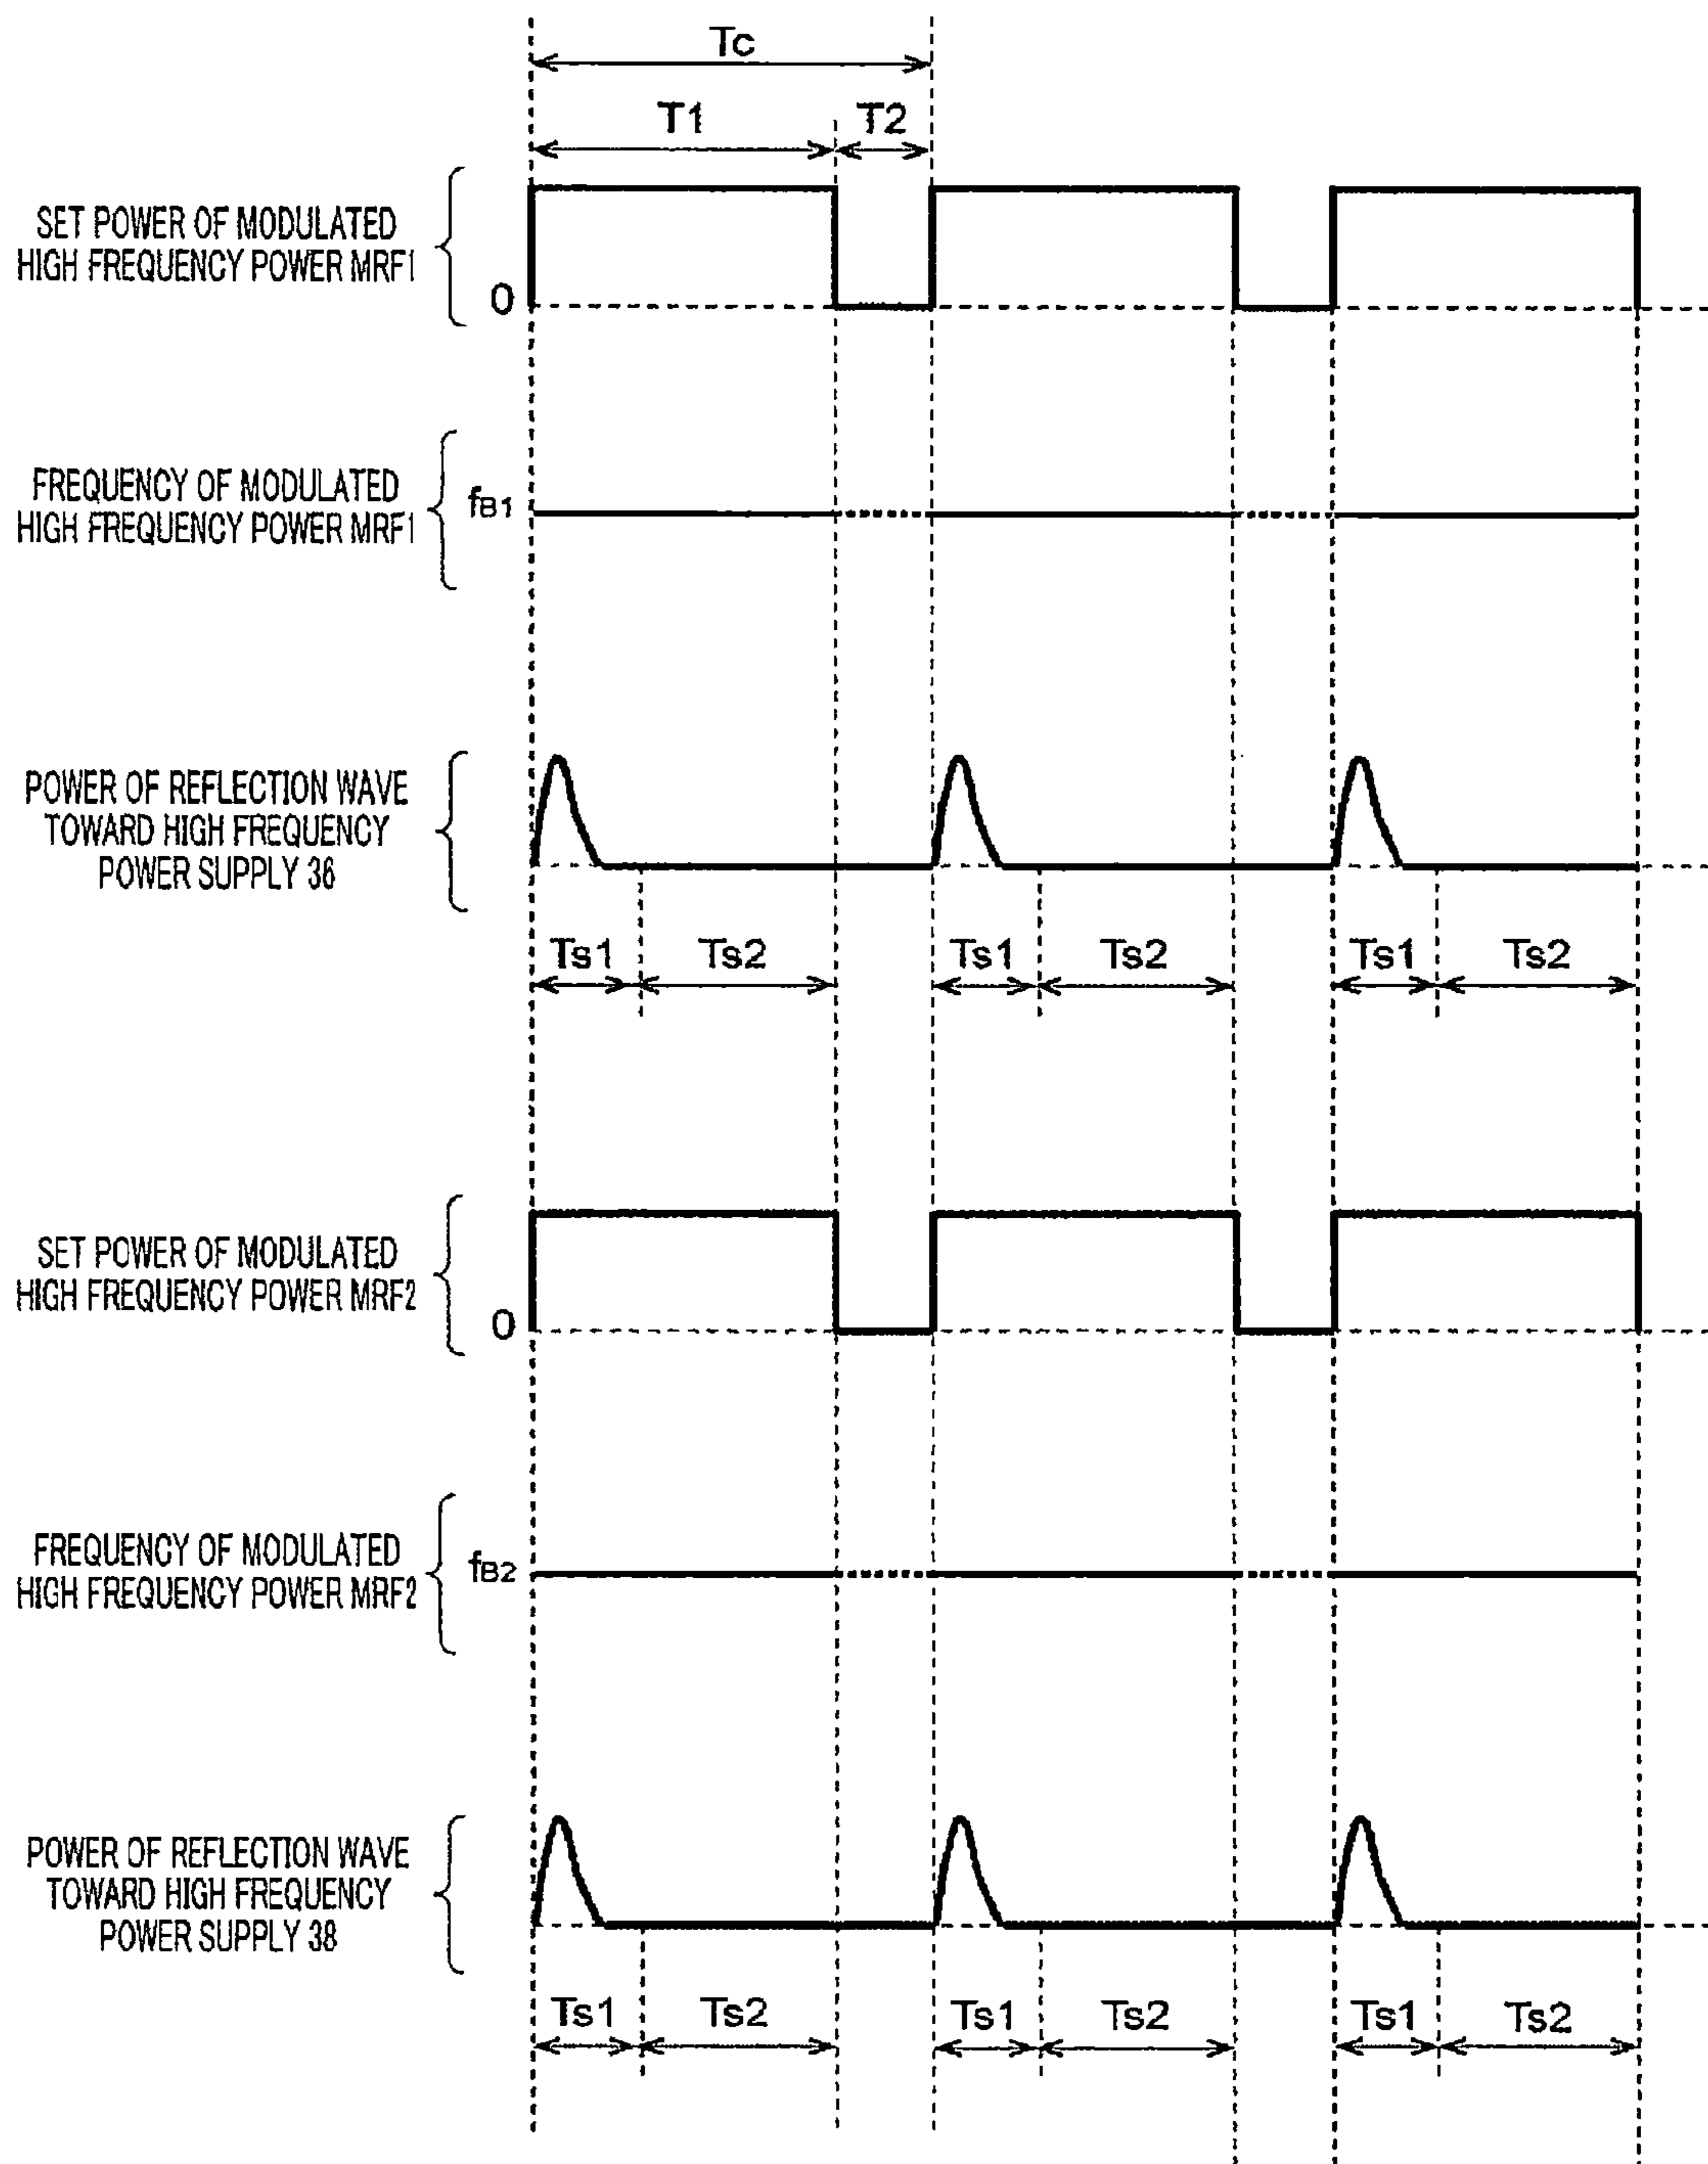 Tc
T1 T2
SET POWER OF MODULATED
HIGH FREQUENCY POWER MRF1
0
FREQUENCY OF MODULATED
HIGH FREQUENCY POWER MRF1
fB1
POWER OF REFLECTION WAVE
TOWARD HIGH FREQUENCY
POWER SUPPLY 36
Ts1 Ts2 Ts1 Ts2 Ts1 Ts2
SET POWER OF MODULATED
HIGH FREQUENCY POWER MRF2
0
FREQUENCY OF MODULATED
HIGH FREQUENCY POWER MRF2
fB2
POWER OF REFLECTION WAVE
TOWARD HIGH FREQUENCY
POWER SUPPLY 38
Ts1 Ts2 Ts1 Ts2 Ts1 Ts2